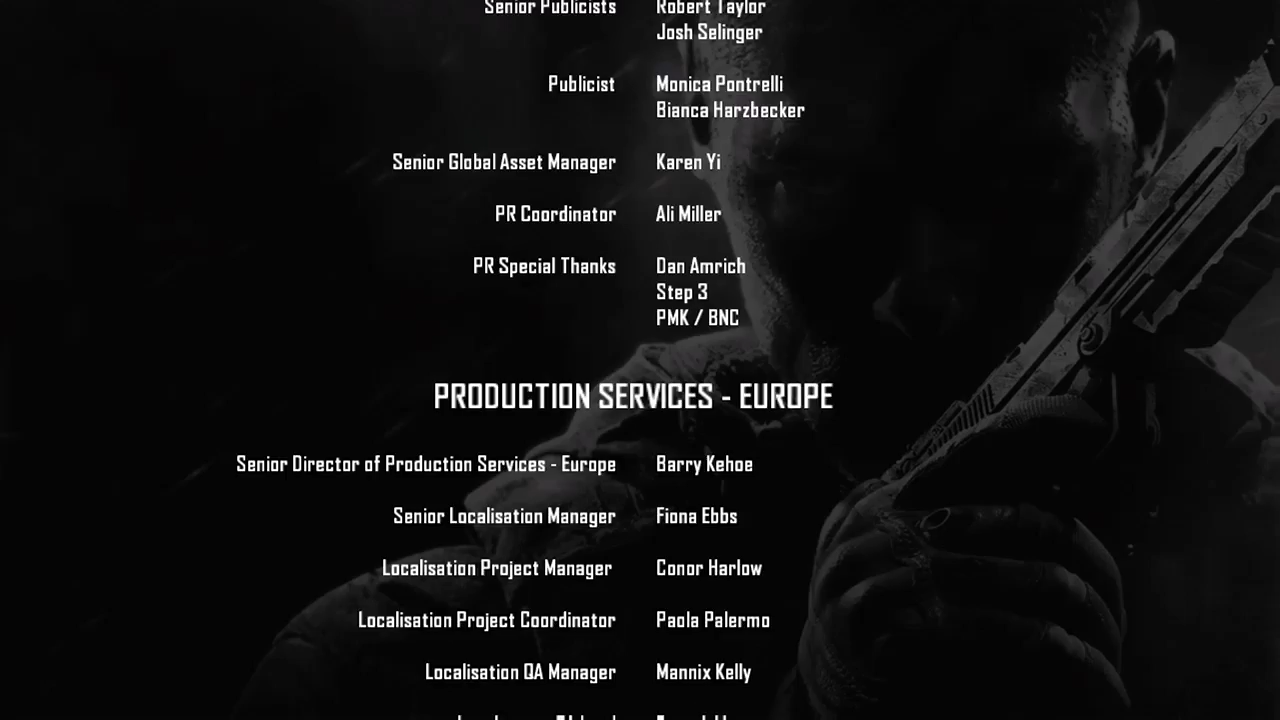 Senior Publicists Robert Taylor
Josh Selinger
Publicist Monica Pontrelli
Bianca Harzbecker
Senior Global Asset Manager Karen Yi
PR Coordinator Ali Miller
PR Special Thanks Dan Amrich
Step 3
PMK / BNC
PRODUCTION SERVICES - EUROPE
Senior Director of Production Services - Europe Barry Kehoe
Senior Localisation Manager Fiona Ebbs
Localisation Project Manager Conor Harlow
Localisation Project Coordinator Paola Palermo
Localisation QA Manager Mannix Kelly